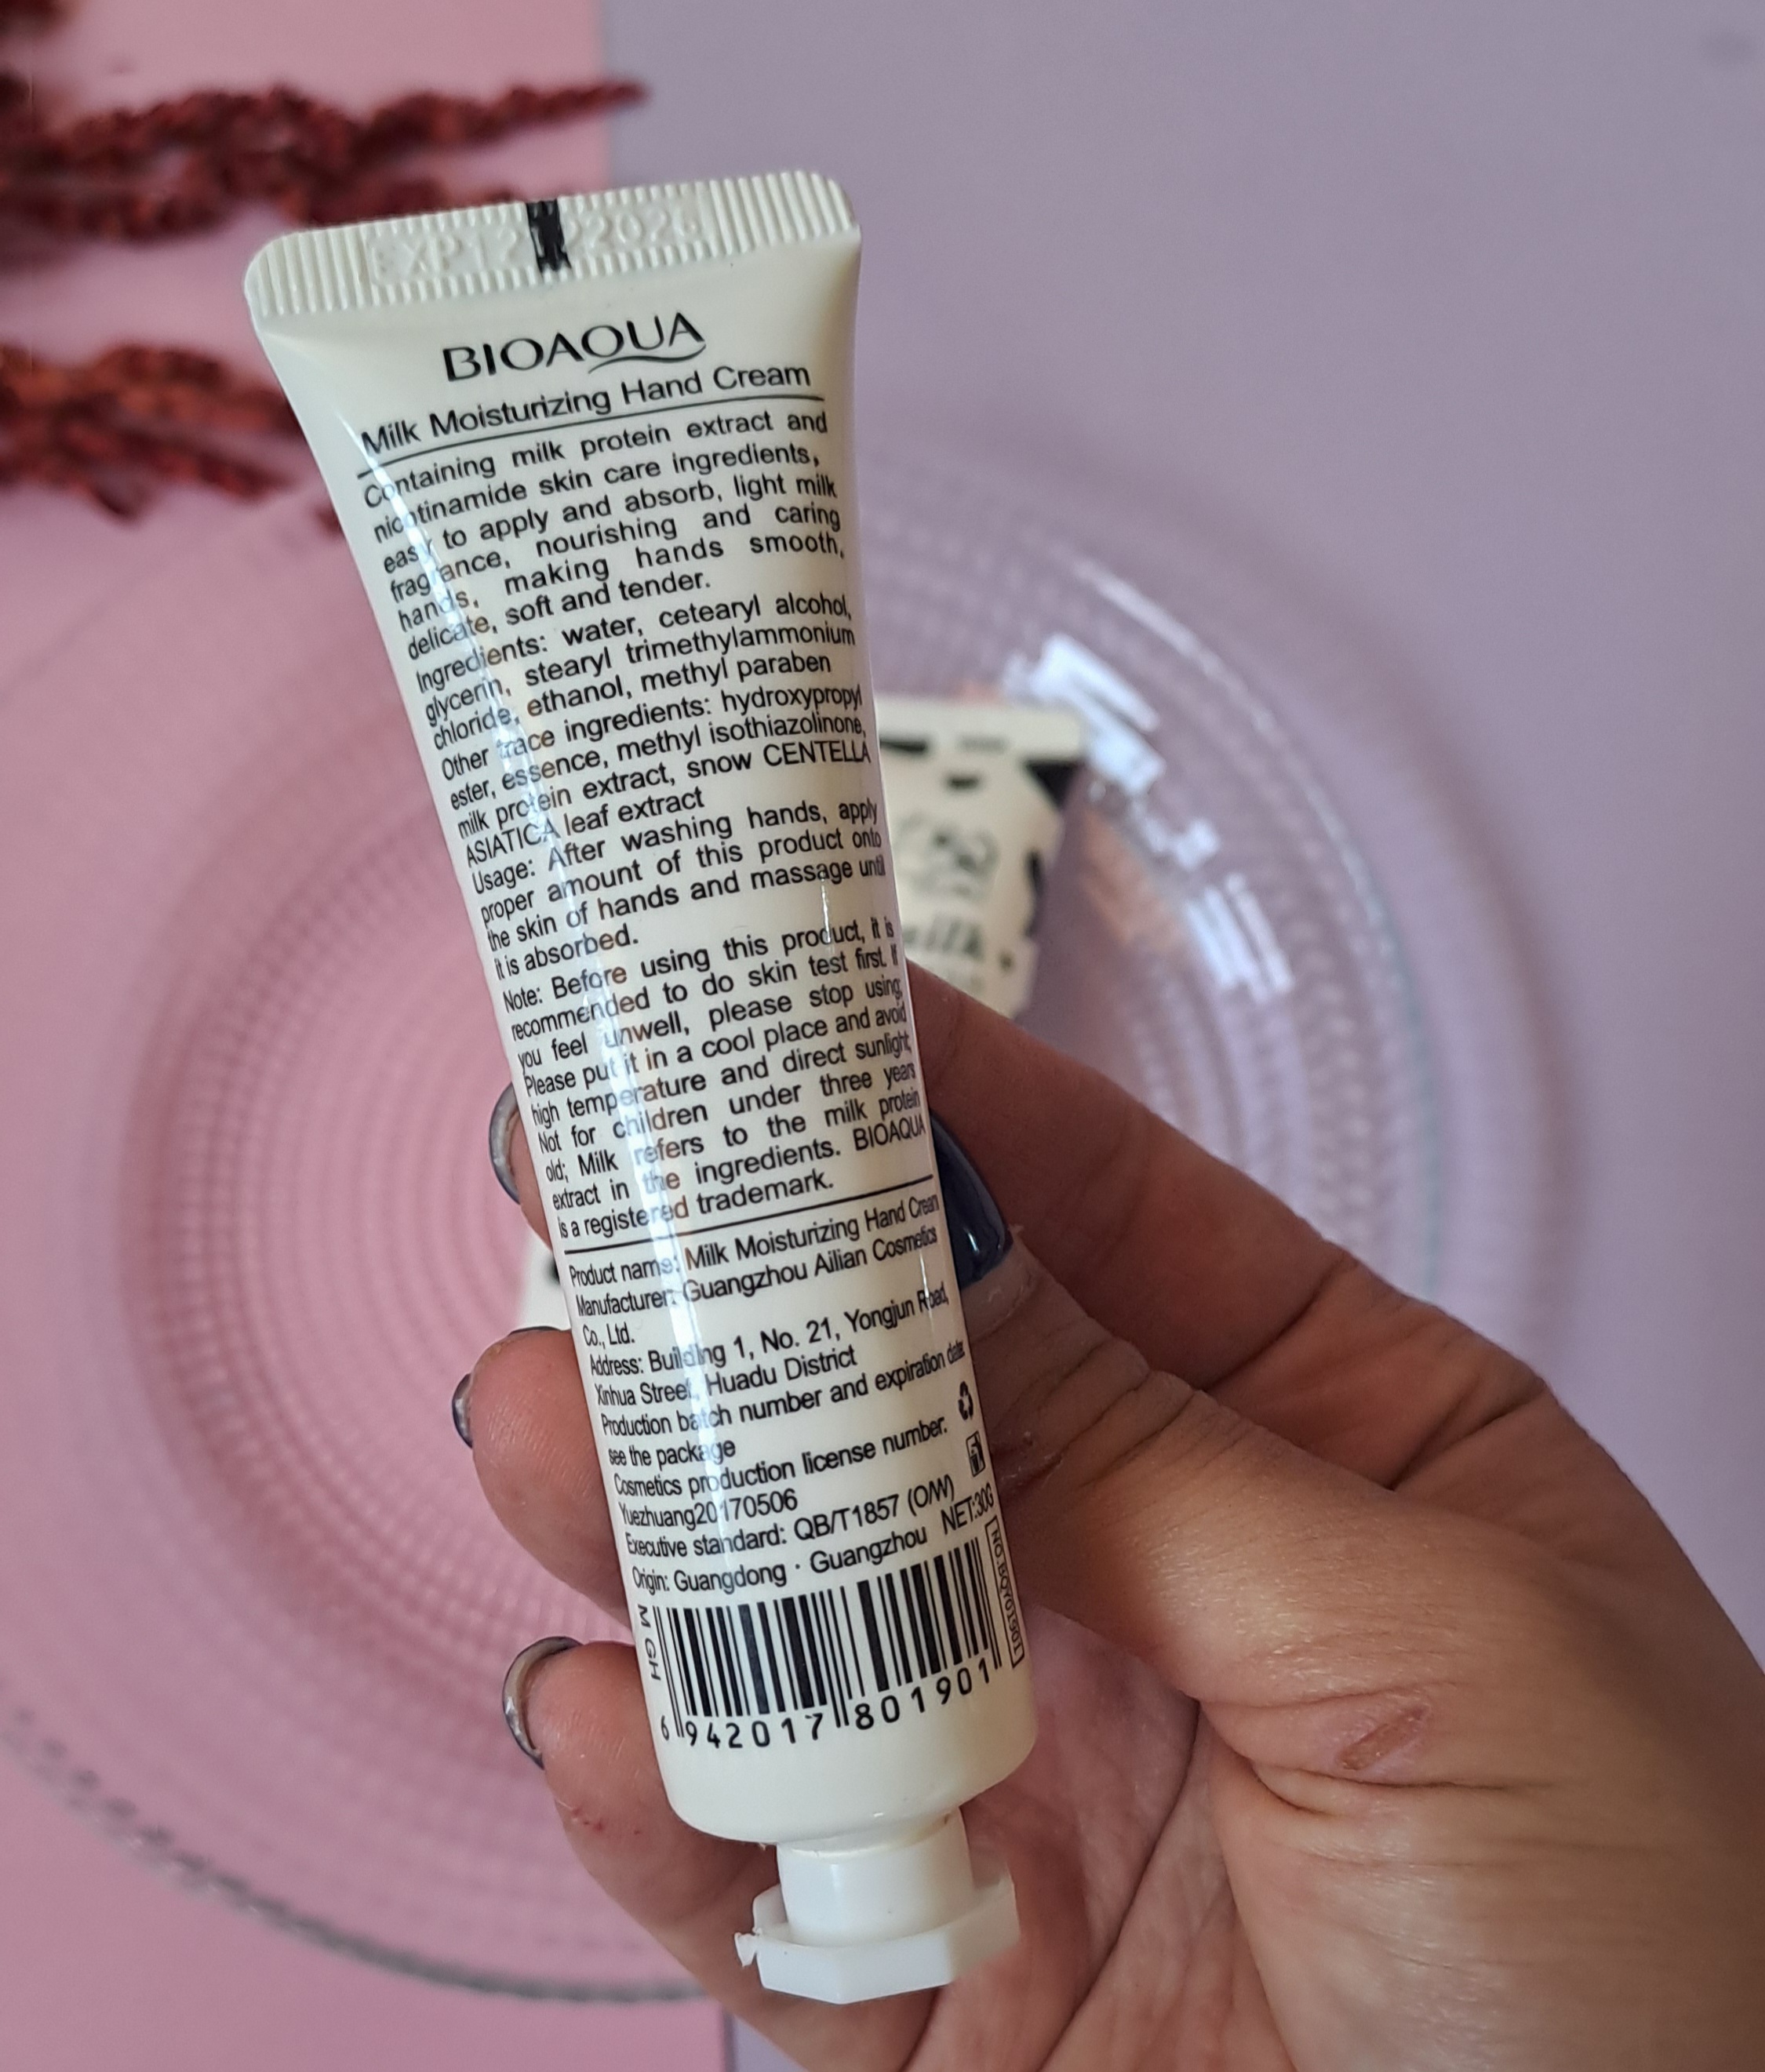 BIOAQUA
Milk Moisturizing Hand Cream
Containing milk protein extract and
nicotinamide skin care ingredients,
easy to apply and absorb, light milk
fragrance, nourishing and caring
hands, making hands smooth,
delicate, soft and tender.
Ingredients: water, cetearyl alcohol,
glycerin, stearyl trimethylammonium
chloride, ethanol, methyl paraben
Other trace ingredients: hydroxypropyl
ester, essence, methyl isothiazolinone,
milk protein extract, snow CENTELLA
ASIATICA leaf extract
Usage: After washing hands, apply
proper amount of this product onto
the skin of hands and massage until
it is absorbed.
Note: Before using this product, it is
recommended to do skin test first. If
you feel unwell, please stop using;
Please put it in a cool place and avoid
high temperature and direct sunlight,
Not for children under three years
old; Milk refers to the milk protein
extract in the ingredients. BIOAQUA
is a registered trademark.
Product name: Milk Moisturizing Hand Cream
Manufacturer: Guangzhou Ailian Cosmetics
Co., Ltd.
Address: Building 1, No. 21, Yongjun Road,
Xinhua Street, Huadu District
Production batch number and expiration date:
see the package
Cosmetics production license number:
Yuezhuang20170506
Executive standard: QB/T1857 (O/W)
Origin: Guangdong · Guangzhou NET:30G
M GH
NO:BQY01901
6 942017 801901
milk